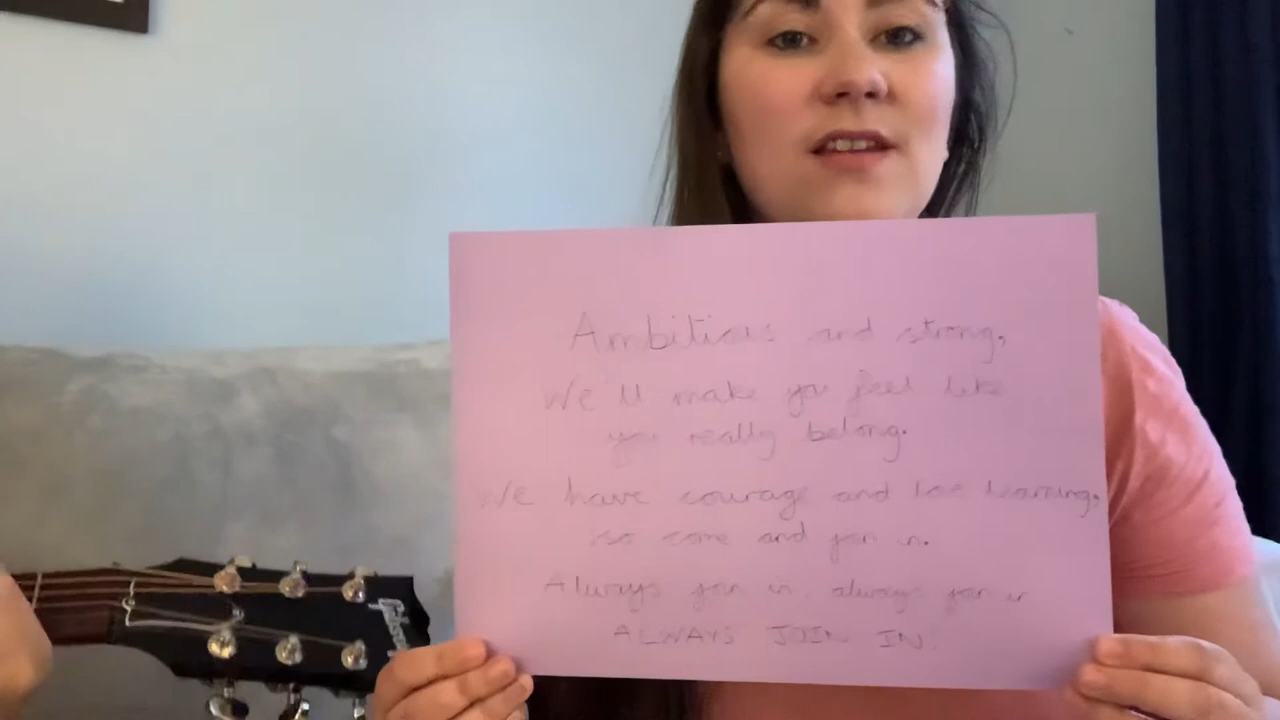 Ambitious and strong,
We'll make you feel like
you really belong.
We have courage and love learning,
so come and join in.
Always join in, always join in
ALWAYS JOIN IN.
Gibson